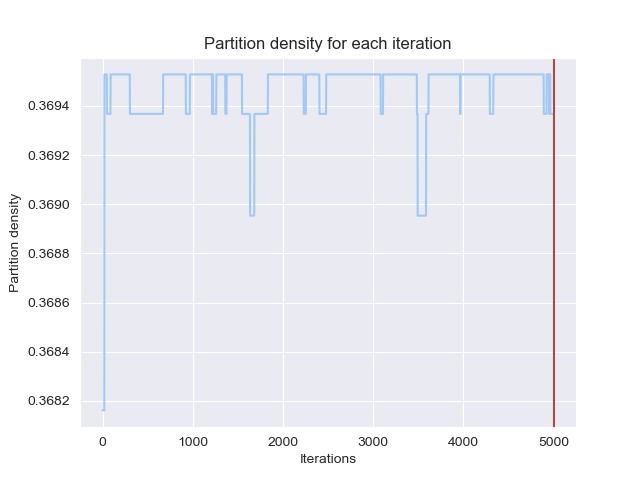 Partition density for each iteration
Partition density
0.3694
0.3692
0.3690
0.3688
0.3686
0.3684
0.3682
0 1000 2000 3000 4000 5000
Iterations